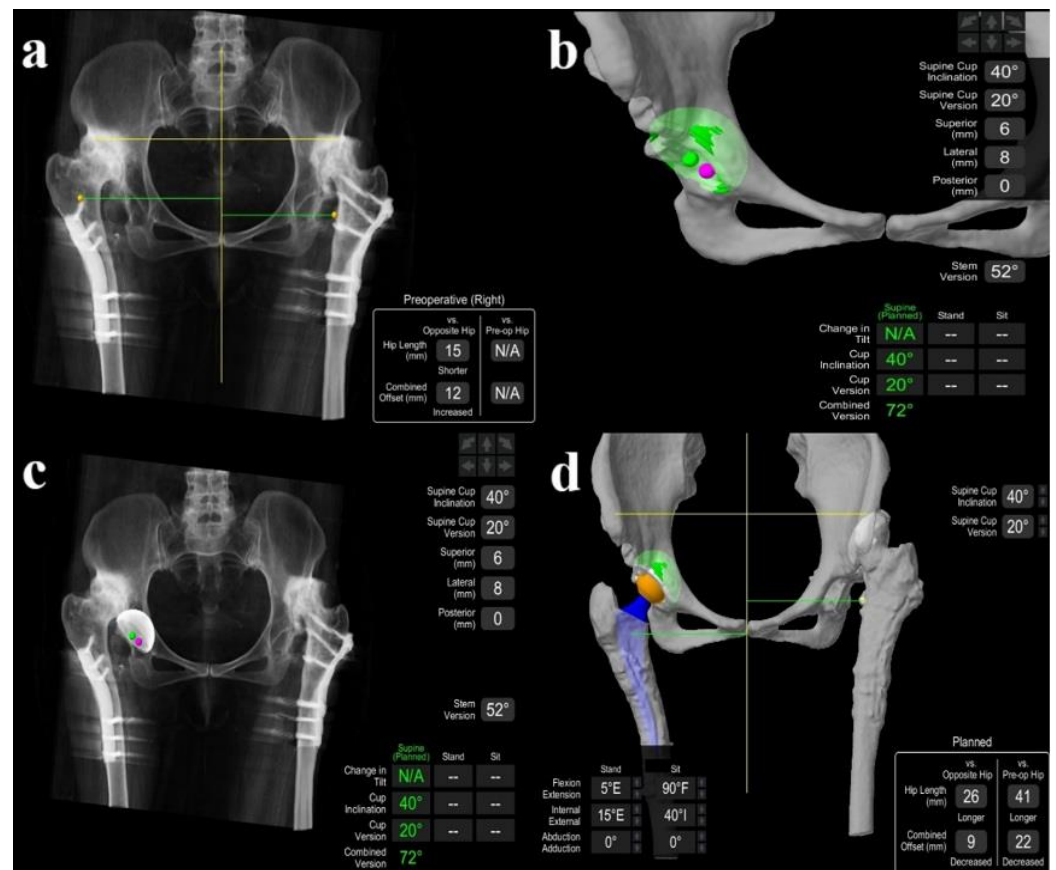 a
Preoperative (Right)
vs. Opposite Hip
vs. Pre-op Hip
Hip Length (mm) 15 N/A
Shorter
Combined Offset (mm) 12 N/A
Increased
b
Supine Cup Inclination 40°
Supine Cup Version 20°
Superior (mm) 6
Lateral (mm) 8
Posterior (mm) 0
Stem Version 52°
Supine (Planned) Stand Sit
Change in Tilt N/A -- --
Cup Inclination 40° -- --
Cup Version 20° -- --
Combined Version 72°
c
Supine Cup Inclination 40°
Supine Cup Version 20°
Superior (mm) 6
Lateral (mm) 8
Posterior (mm) 0
Stem Version 52°
Supine (Planned) Stand Sit
Change in Tilt N/A -- --
Cup Inclination 40° -- --
Cup Version 20° -- --
Combined Version 72°
d
Supine Cup Inclination 40°
Supine Cup Version 20°
Stand Sit
Flexion Extension 5°E 90°F
Internal External 15°E 40°I
Abduction Adduction 0° 0°
Planned
vs. Opposite Hip
vs. Pre-op Hip
Hip Length (mm) 26 41
Longer Longer
Combined Offset (mm) 9 22
Decreased Decreased